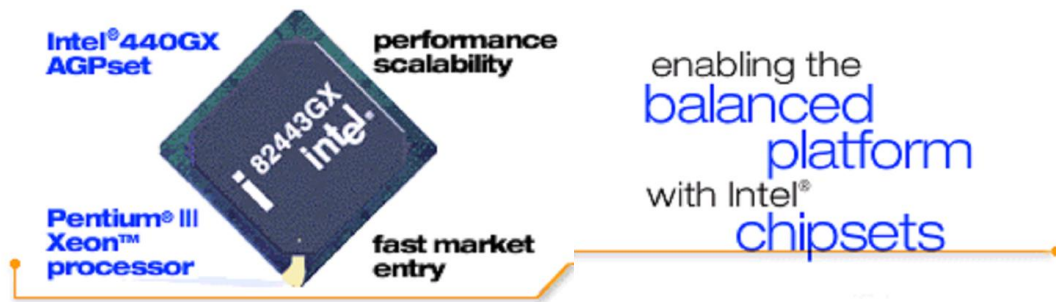 Intel®440GX
AGPset
performance
scalability
i 82443GX
intel®
Pentium® III
Xeon™
processor
fast market
entry
enabling the
balanced
platform
with Intel®
chipsets